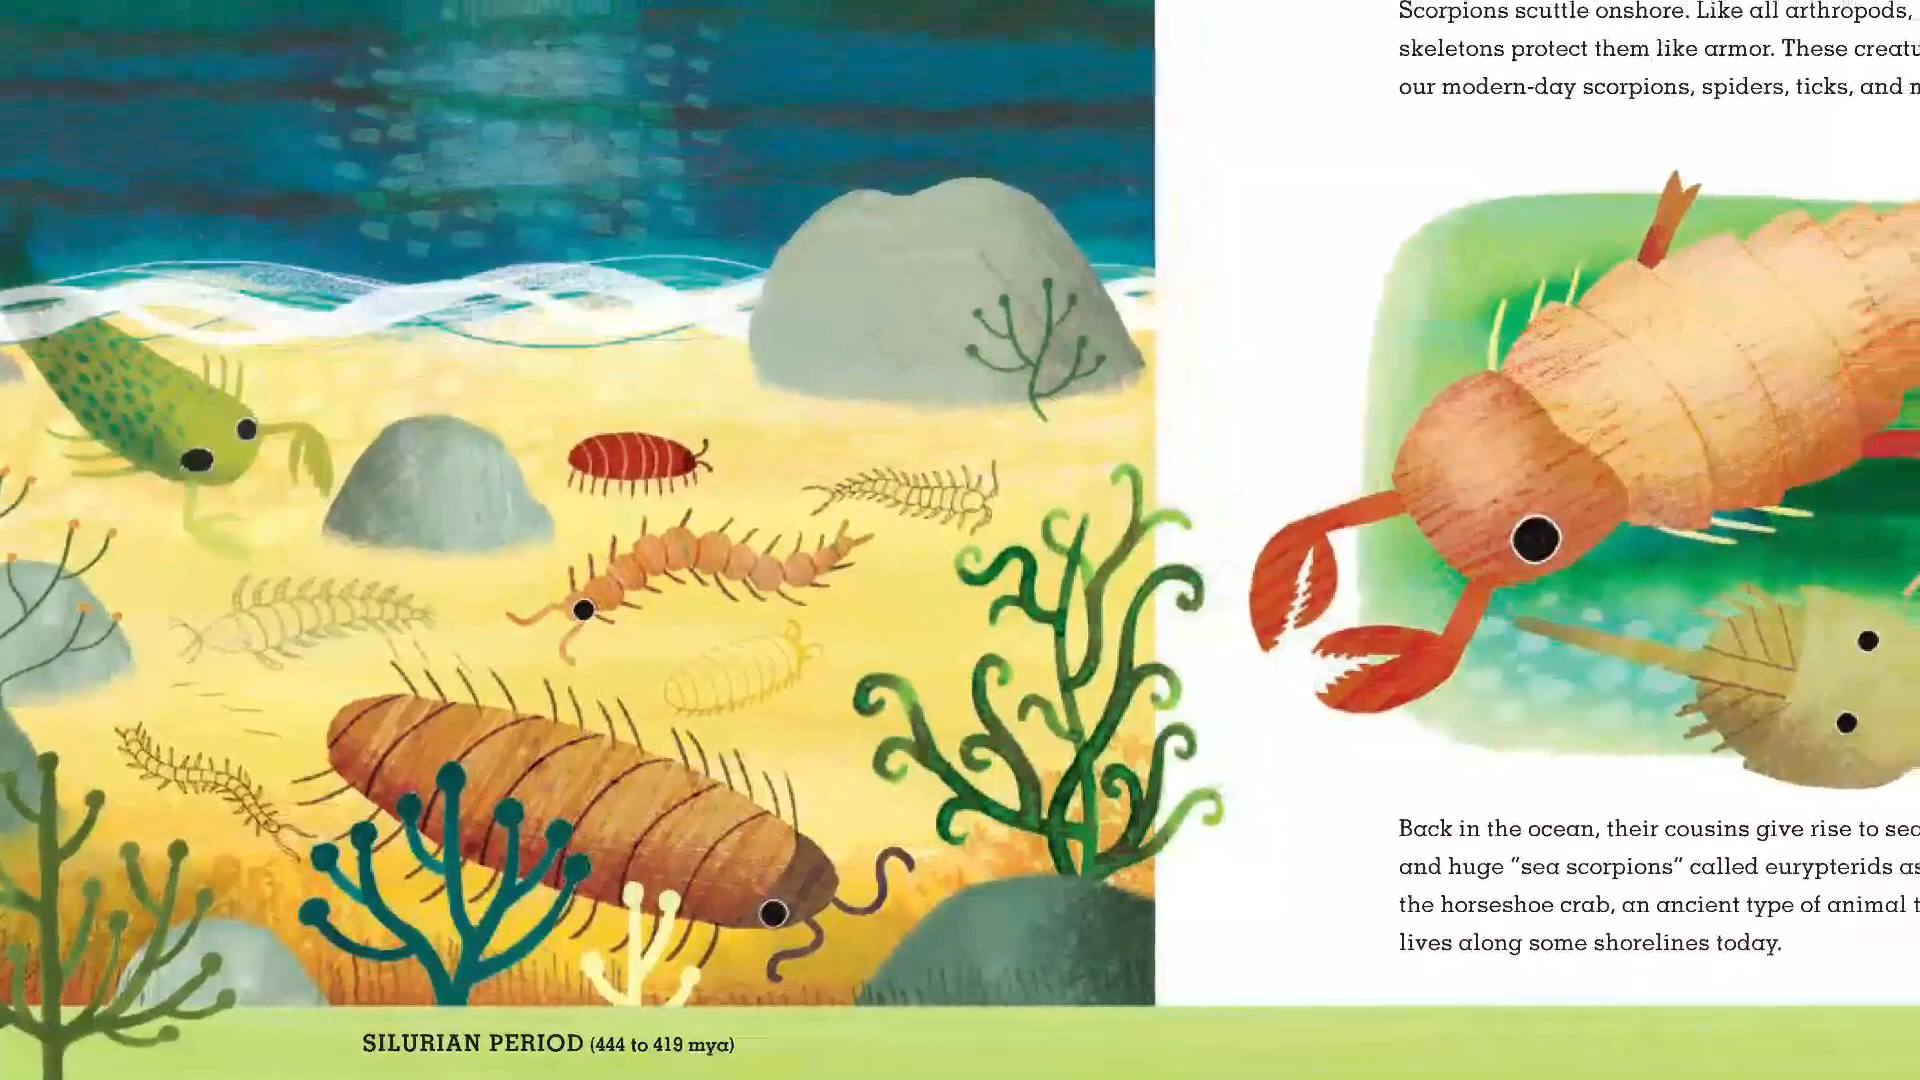 Scorpions scuttle onshore. Like all arthropods,
skeletons protect them like armor. These
our modern-day scorpions, spiders, ticks, and
Back in the ocean, their cousins give rise to
and huge “sea scorpions” called eurypterids
the horseshoe crab, an ancient type of animal
lives along some shorelines today.
SILURIAN PERIOD (444 to 419 mya)